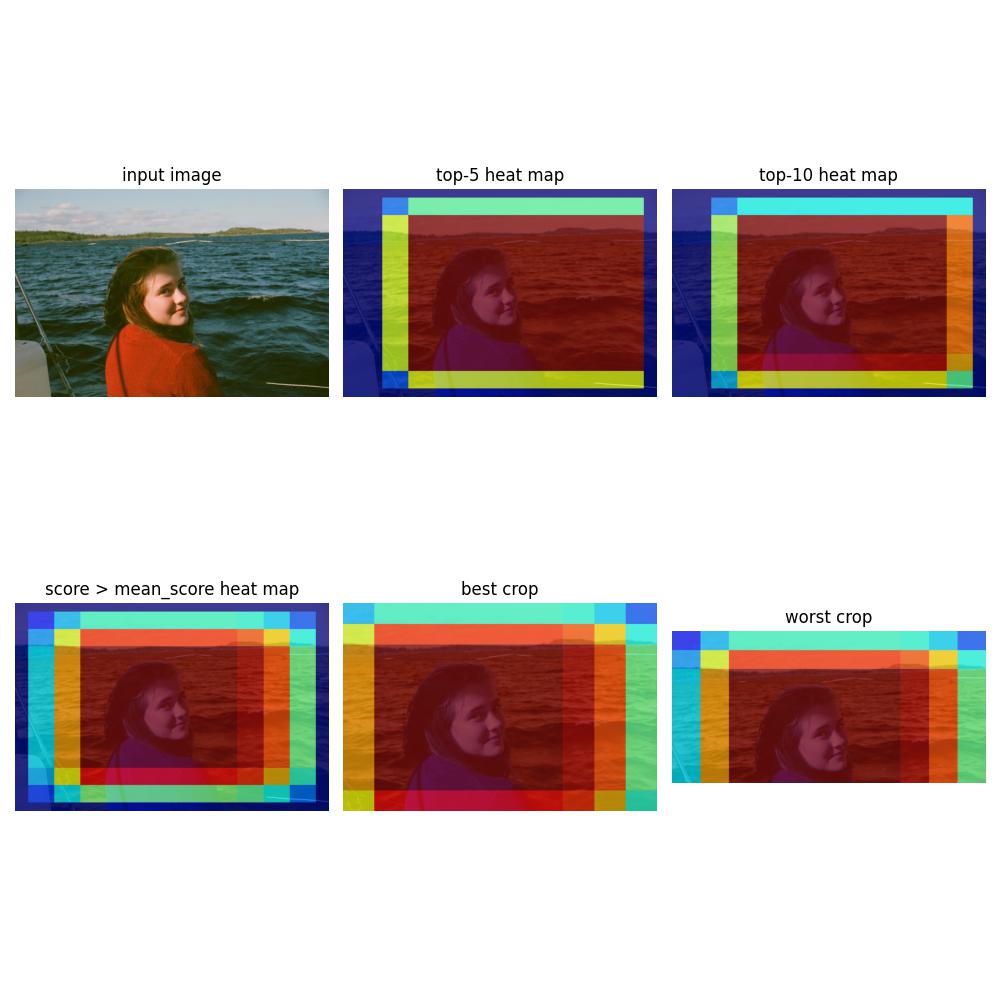 input image
top-5 heat map
top-10 heat map
score > mean_score heat map
best crop
worst crop